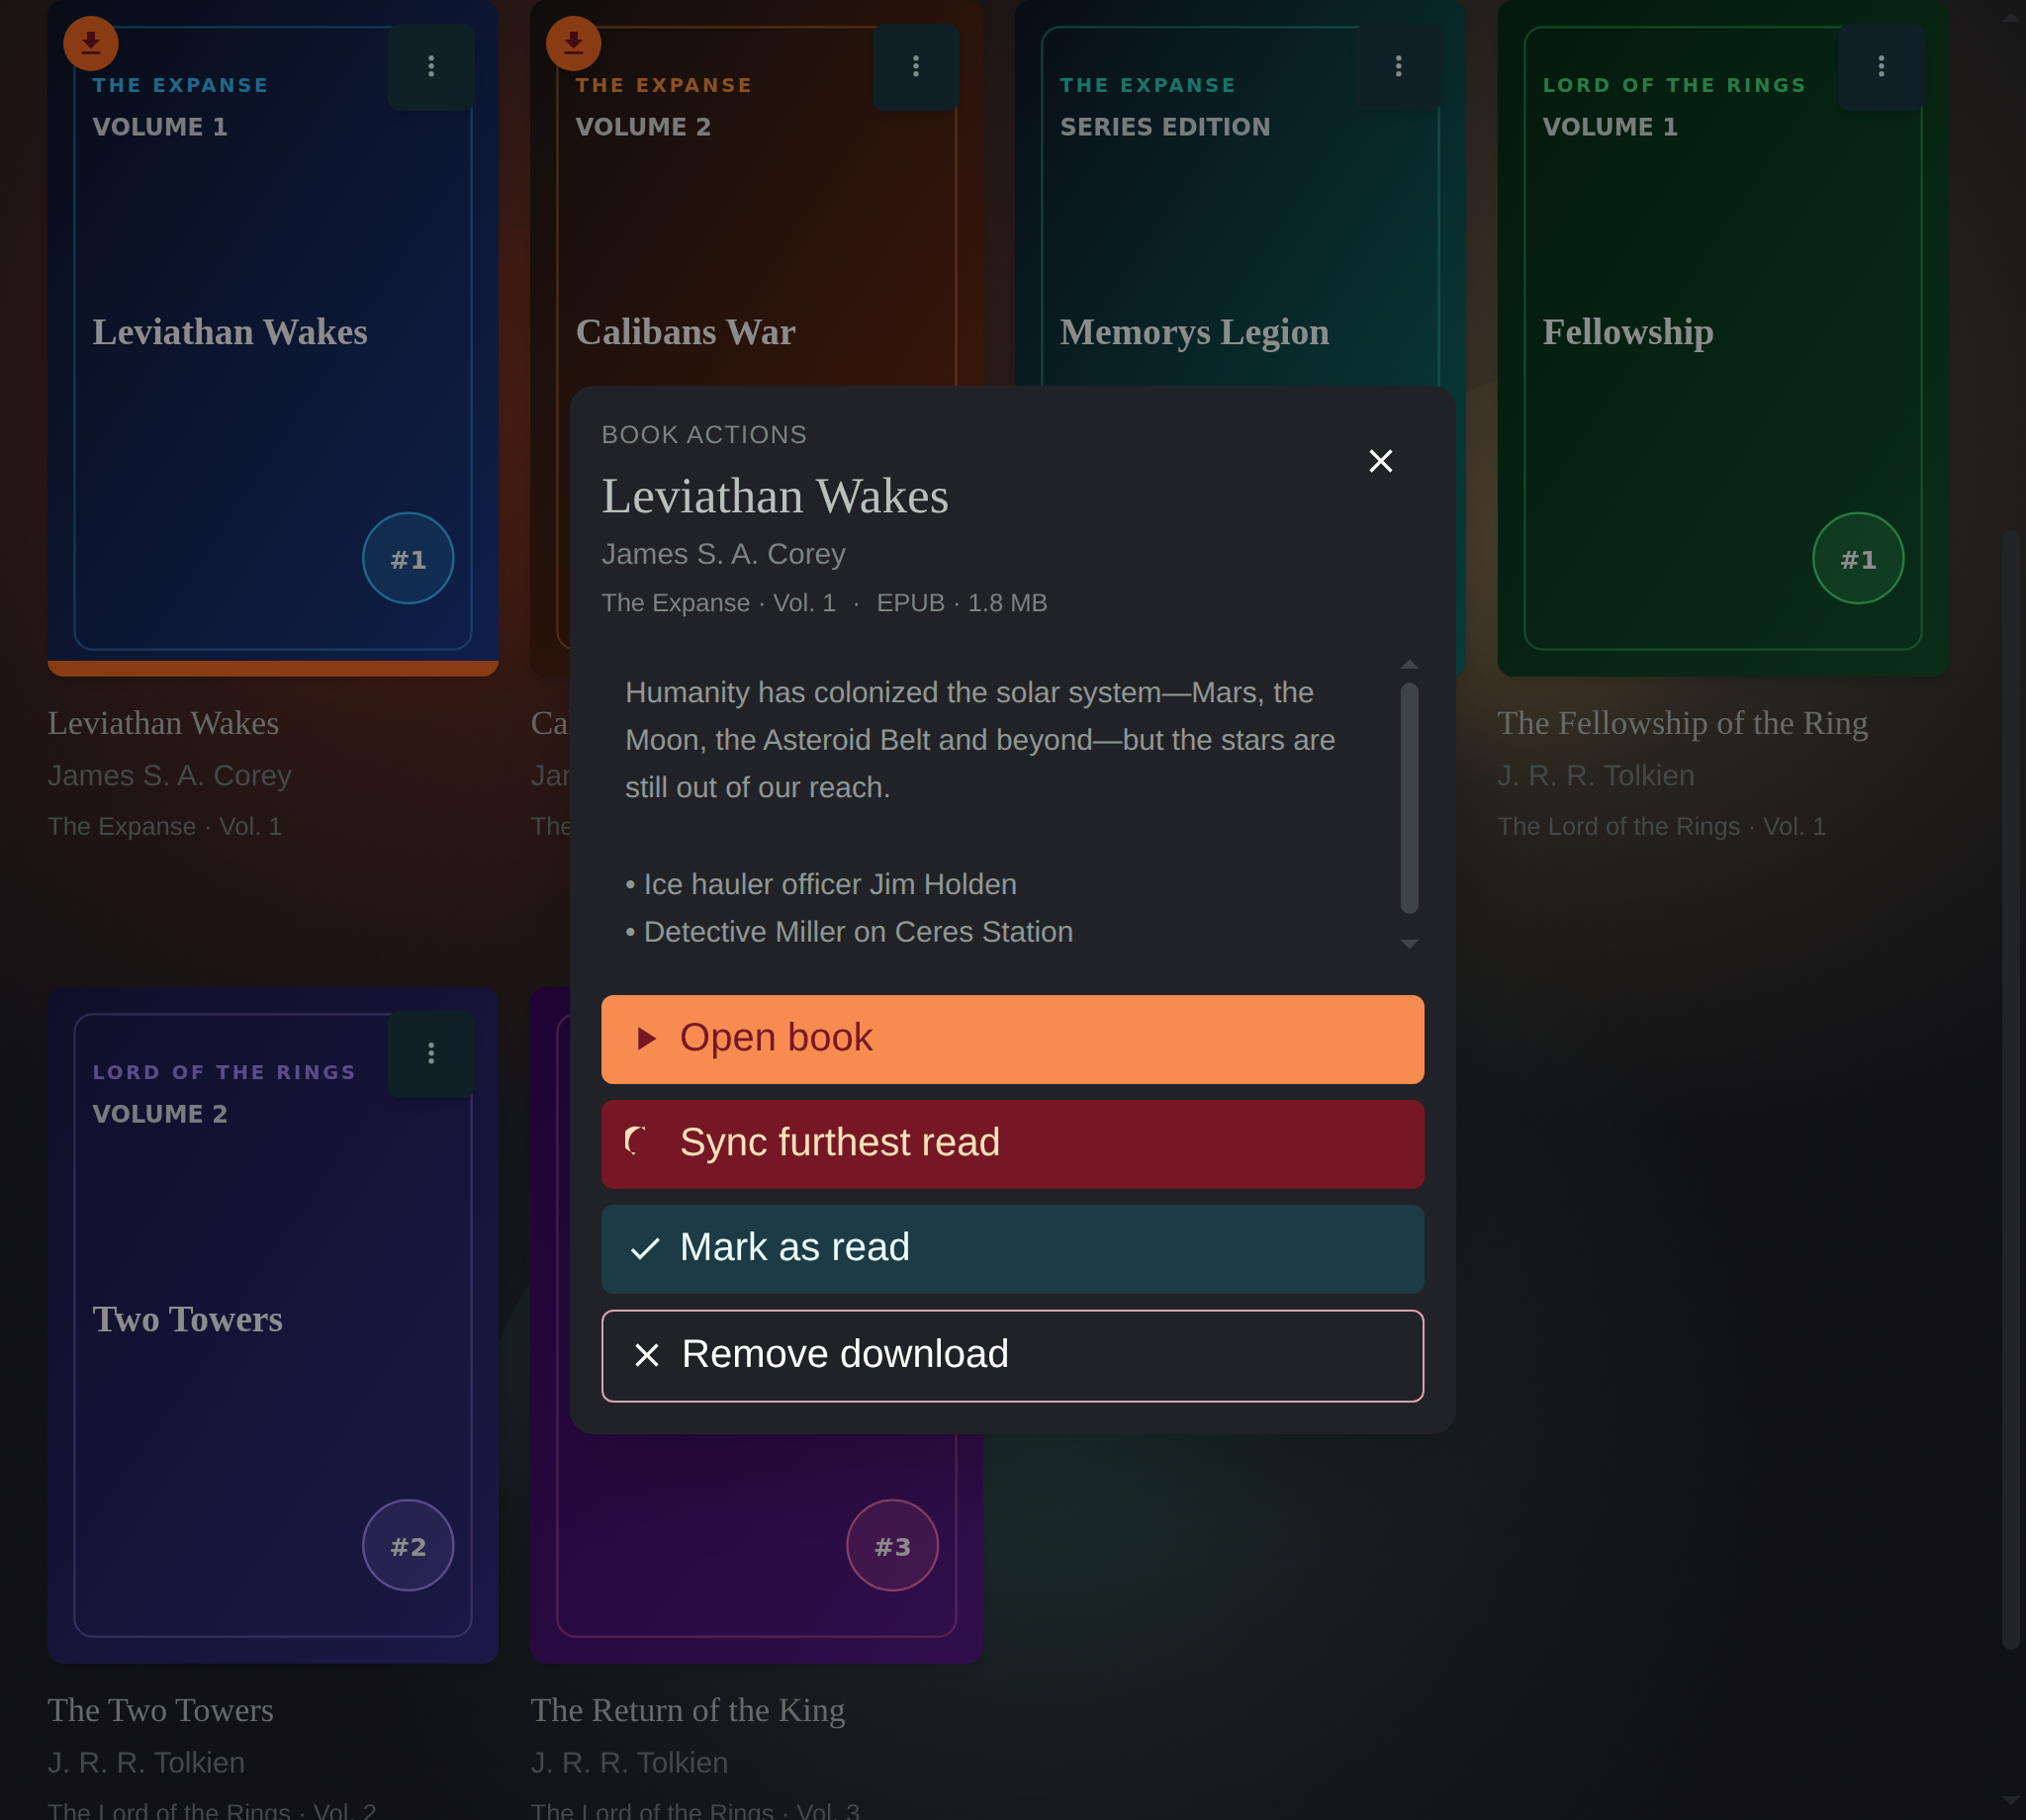 THE EXPANSE
VOLUME 1
Leviathan Wakes
#1
Leviathan Wakes
James S. A. Corey
The Expanse · Vol. 1
THE EXPANSE
VOLUME 2
Calibans War
THE EXPANSE
SERIES EDITION
Memorys Legion
LORD OF THE RINGS
VOLUME 1
Fellowship
#1
The Fellowship of the Ring
J. R. R. Tolkien
The Lord of the Rings · Vol. 1
BOOK ACTIONS
Leviathan Wakes
James S. A. Corey
The Expanse · Vol. 1 · EPUB · 1.8 MB
Humanity has colonized the solar system—Mars, the
Moon, the Asteroid Belt and beyond—but the stars are
still out of our reach.
• Ice hauler officer Jim Holden
• Detective Miller on Ceres Station
Open book
Sync furthest read
Mark as read
Remove download
LORD OF THE RINGS
VOLUME 2
Two Towers
#2
The Two Towers
J. R. R. Tolkien
The Lord of the Rings · Vol. 2
#3
The Return of the King
J. R. R. Tolkien
The Lord of the Rings · Vol. 3